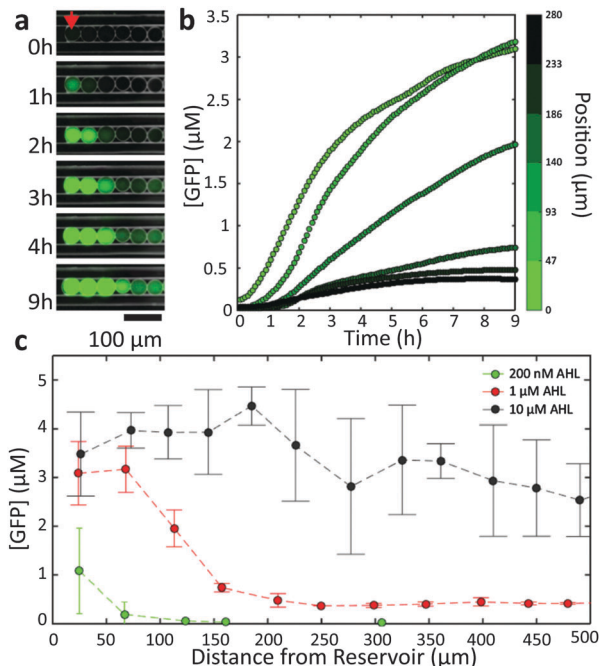 a
0h
1h
2h
3h
4h
9h
100 µm
b
[GFP] (µM)
3.5
3
2.5
2
1.5
1
0.5
0
0 1 2 3 4 5 6 7 8 9
Time (h)
280
233
186
140
93
47
0
Position (µm)
c
[GFP] (µM)
5
4
3
2
1
0
200 nM AHL
1 µM AHL
10 µM AHL
0 50 100 150 200 250 300 350 400 450 500
Distance from Reservoir (µm)